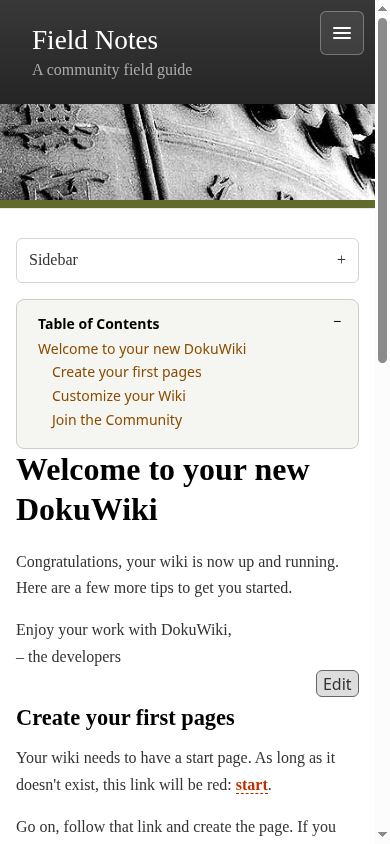 Field Notes
A community field guide
Sidebar +
Table of Contents −
Welcome to your new DokuWiki
Create your first pages
Customize your Wiki
Join the Community
Welcome to your new
DokuWiki
Congratulations, your wiki is now up and running.
Here are a few more tips to get you started.
Enjoy your work with DokuWiki,
– the developers
Edit
Create your first pages
Your wiki needs to have a start page. As long as it
doesn't exist, this link will be red: start.
Go on, follow that link and create the page. If you